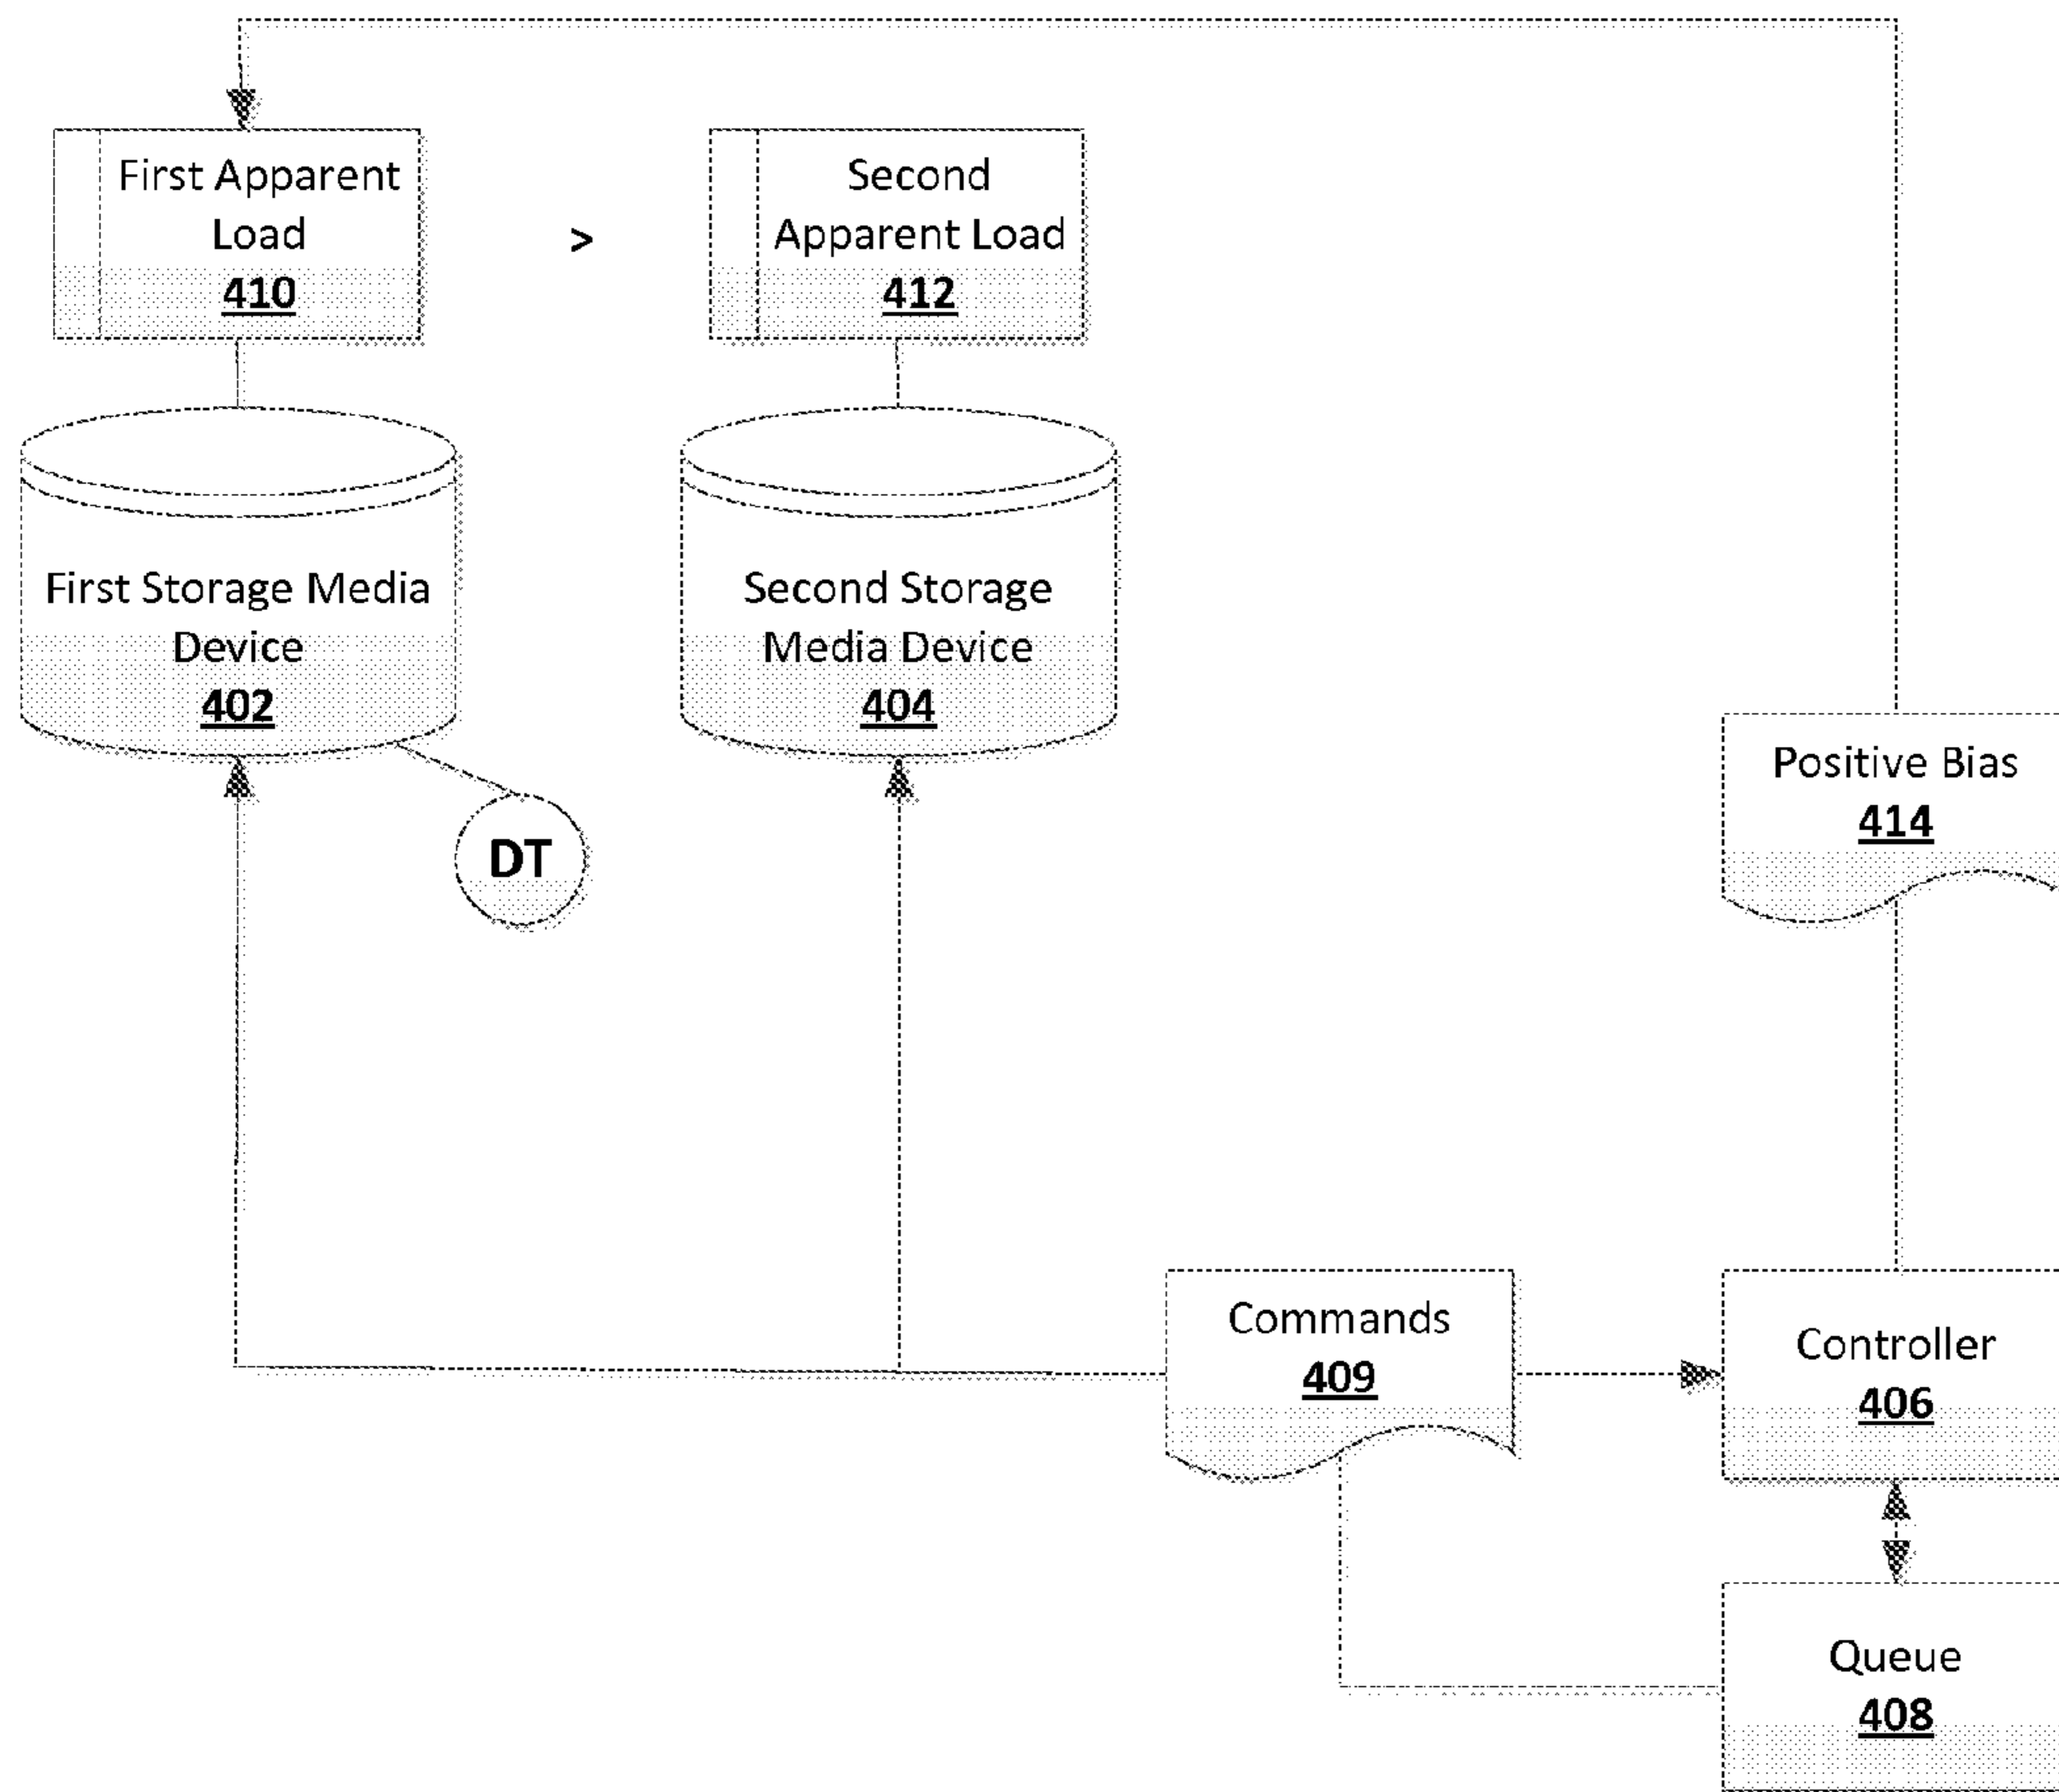 First Apparent
Load
410
>
Second
Apparent Load
412
First Storage Media
Device
402
Second Storage
Media Device
404
DT
Positive Bias
414
Commands
409
Controller
406
Queue
408